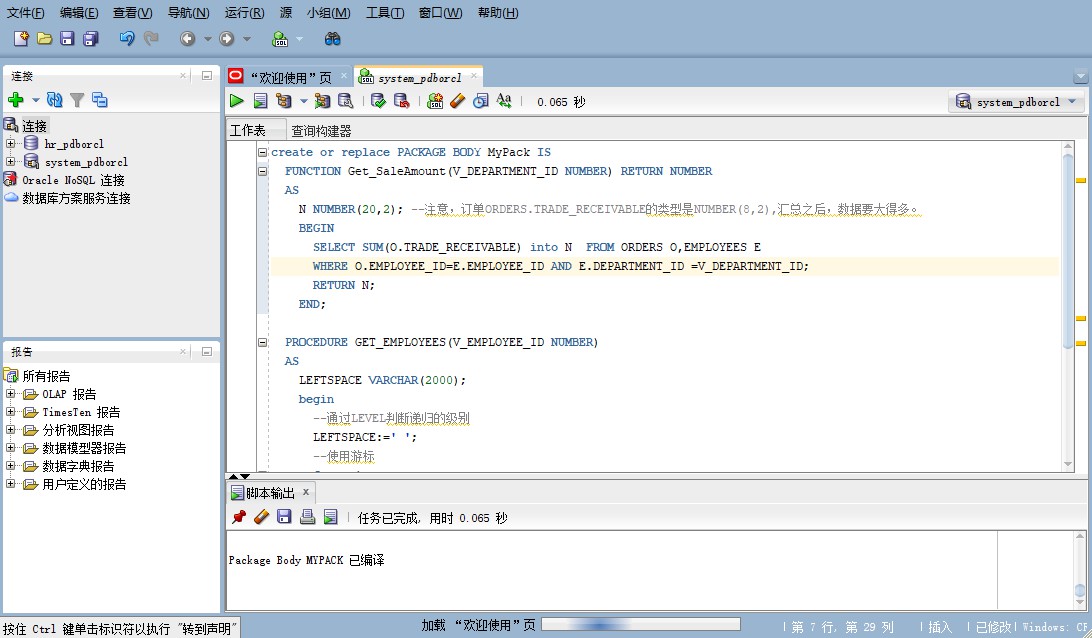 文件(F) 编辑(E) 查看(V) 导航(N) 运行(R) 源 小组(M) 工具(T) 窗口(W) 帮助(H)
连接
连接
hr_pdborcl
system_pdborcl
Oracle NoSQL 连接
数据库方案服务连接
报告
所有报告
OLAP 报告
TimesTen 报告
分析视图报告
数据模型器报告
数据字典报告
用户定义的报告
“欢迎使用”页 system_pdborcl
0.065 秒 system_pdborcl
工作表 查询构建器
create or replace PACKAGE BODY MyPack IS
FUNCTION Get_SaleAmount(V_DEPARTMENT_ID NUMBER) RETURN NUMBER
AS
N NUMBER(20,2); --注意，订单ORDERS.TRADE_RECEIVABLE的类型是NUMBER(8,2),汇总之后，数据要大得多。
BEGIN
SELECT SUM(O.TRADE_RECEIVABLE) into N  FROM ORDERS O,EMPLOYEES E
WHERE O.EMPLOYEE_ID=E.EMPLOYEE_ID AND E.DEPARTMENT_ID =V_DEPARTMENT_ID;
RETURN N;
END;
PROCEDURE GET_EMPLOYEES(V_EMPLOYEE_ID NUMBER)
AS
LEFTSPACE VARCHAR(2000);
begin
--通过LEVEL判断递归的级别
LEFTSPACE:=' ';
--使用游标
脚本输出
任务已完成, 用时 0.065 秒
Package Body MYPACK 已编译
按住 Ctrl 键单击标识符以执行 "转到声明"
加载 “欢迎使用”页
第 7 行, 第 29 列 | 插入 | 已修改 | Windows: CR